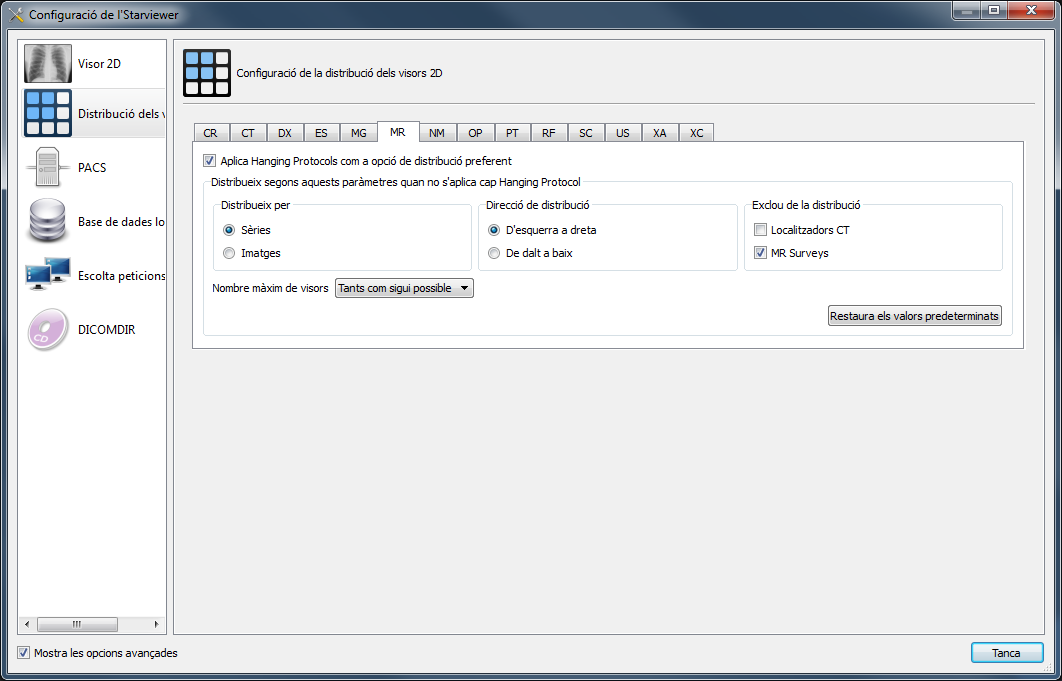 Configuració de l'Starviewer
Visor 2D
Distribució dels v
PACS
Base de dades lo
Escolta peticions
DICOMDIR
Configuració de la distribució dels visors 2D
CR CT DX ES MG MR NM OP PT RF SC US XA XC
Aplica Hanging Protocols com a opció de distribució preferent
Distribueix segons aquests paràmetres quan no s'aplica cap Hanging Protocol
Distribueix per
Sèries
Imatges
Direcció de distribució
D'esquerra a dreta
De dalt a baix
Exclou de la distribució
Localitzadors CT
MR Surveys
Nombre màxim de visors Tants com sigui possible
Restaura els valors predeterminats
Mostra les opcions avançades
Tanca
CD